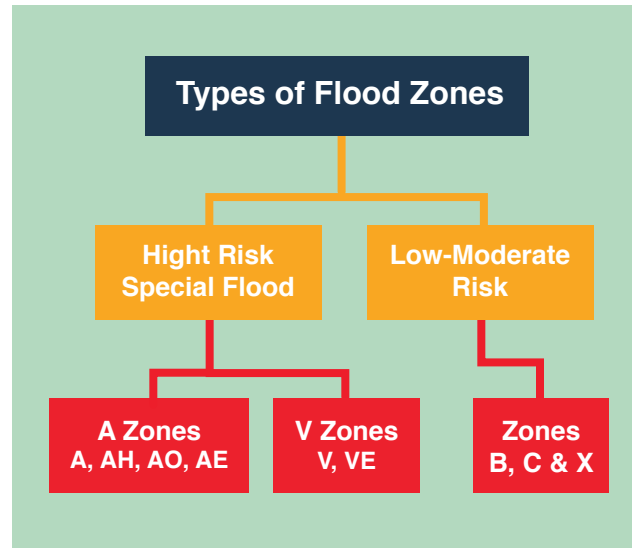 Types of Flood Zones
Hight Risk
Special Flood
Low-Moderate
Risk
A Zones
A, AH, AO, AE
V Zones
V, VE
Zones
B, C & X